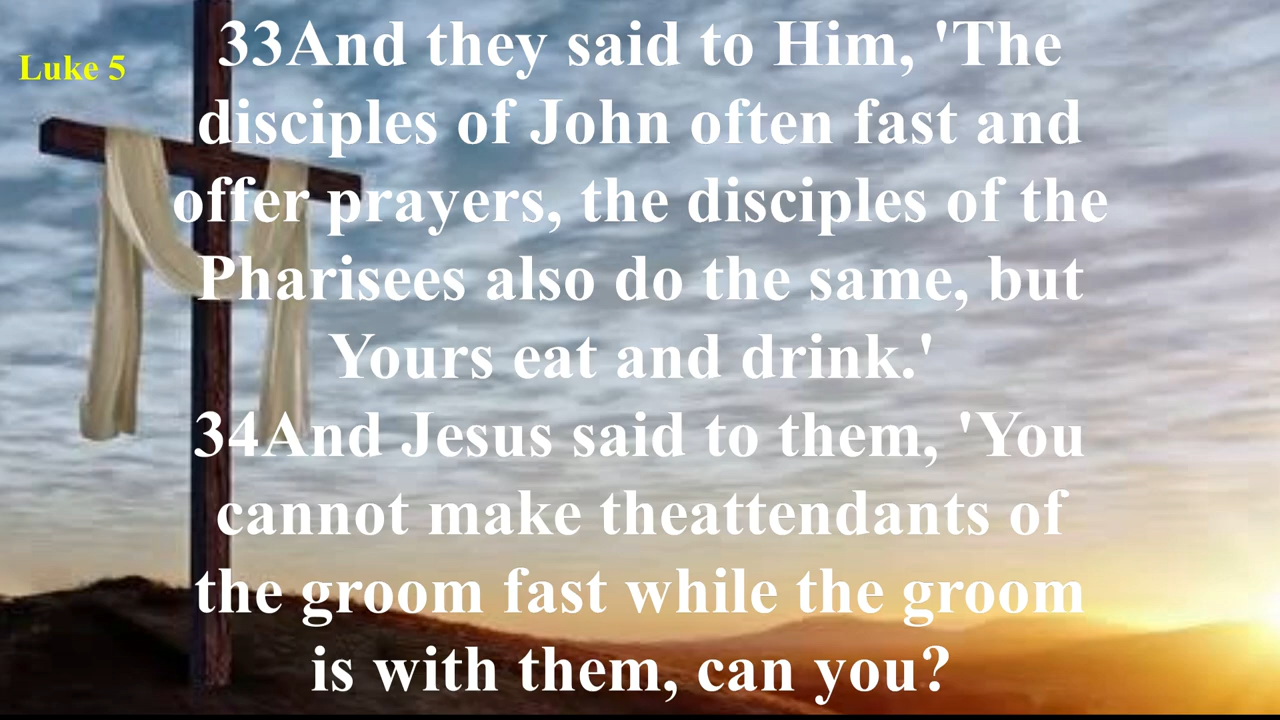 33And they said to Him, 'The
Luke 5
disciples of John often fast and
offer prayers, the disciples of the
Pharisees also do the same, but
Yours eat and drink.'
34And Jesus said to them, 'You
cannot make theattendants of
the groom fast while the groom
is with them, can you?